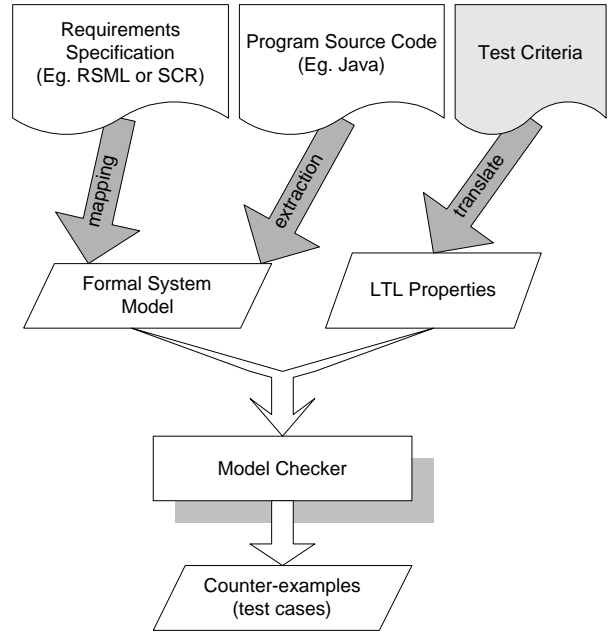 Requirements
Specification
(Eg. RSML or SCR)
Program Source Code
(Eg. Java)
Test Criteria
mapping
extraction
translate
Formal System
Model
LTL Properties
Model Checker
Counter-examples
(test cases)